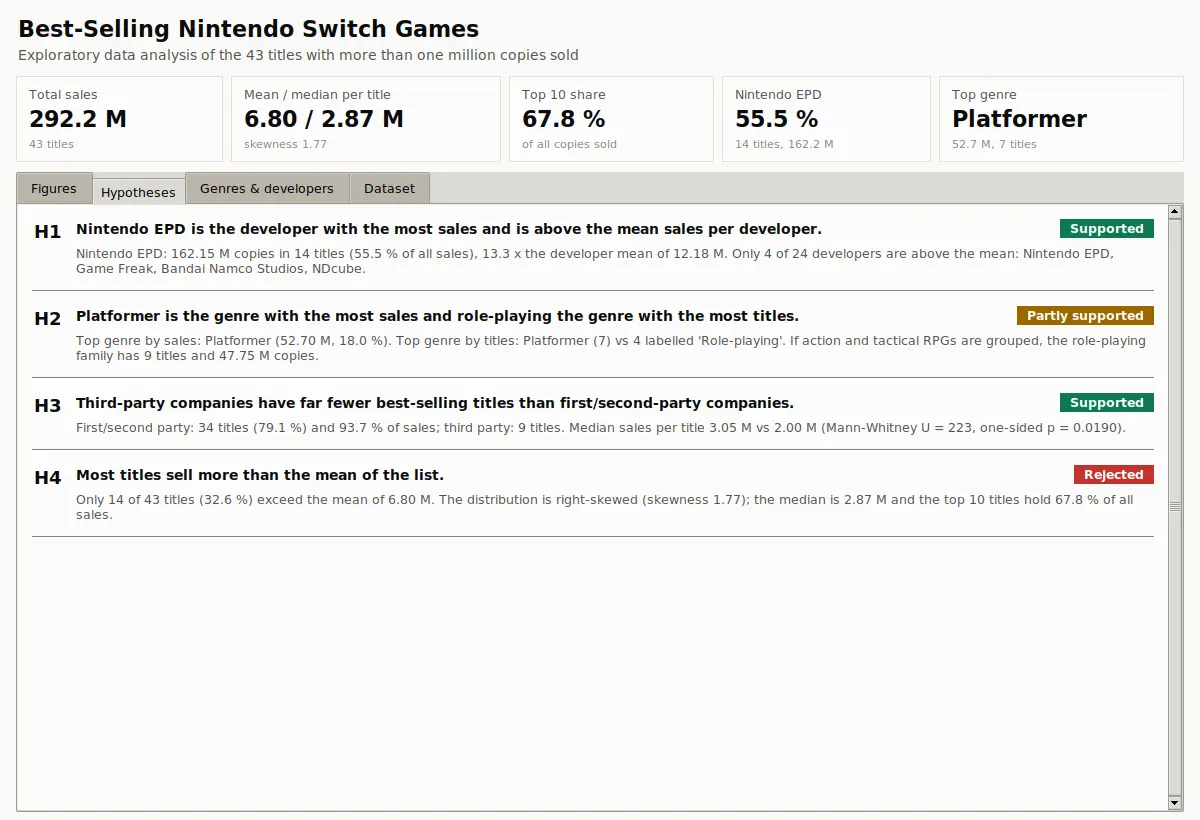 Best-Selling Nintendo Switch Games
Exploratory data analysis of the 43 titles with more than one million copies sold
Total sales
292.2 M
43 titles
Mean / median per title
6.80 / 2.87 M
skewness 1.77
Top 10 share
67.8 %
of all copies sold
Nintendo EPD
55.5 %
14 titles, 162.2 M
Top genre
Platformer
52.7 M, 7 titles
Figures
Hypotheses
Genres & developers
Dataset
H1 Nintendo EPD is the developer with the most sales and is above the mean sales per developer. Supported
Nintendo EPD: 162.15 M copies in 14 titles (55.5 % of all sales), 13.3 x the developer mean of 12.18 M. Only 4 of 24 developers are above the mean: Nintendo EPD,
Game Freak, Bandai Namco Studios, NDcube.
H2 Platformer is the genre with the most sales and role-playing the genre with the most titles. Partly supported
Top genre by sales: Platformer (52.70 M, 18.0 %). Top genre by titles: Platformer (7) vs 4 labelled 'Role-playing'. If action and tactical RPGs are grouped, the role-playing
family has 9 titles and 47.75 M copies.
H3 Third-party companies have far fewer best-selling titles than first/second-party companies. Supported
First/second party: 34 titles (79.1 %) and 93.7 % of sales; third party: 9 titles. Median sales per title 3.05 M vs 2.00 M (Mann-Whitney U = 223, one-sided p = 0.0190).
H4 Most titles sell more than the mean of the list. Rejected
Only 14 of 43 titles (32.6 %) exceed the mean of 6.80 M. The distribution is right-skewed (skewness 1.77); the median is 2.87 M and the top 10 titles hold 67.8 % of all
sales.